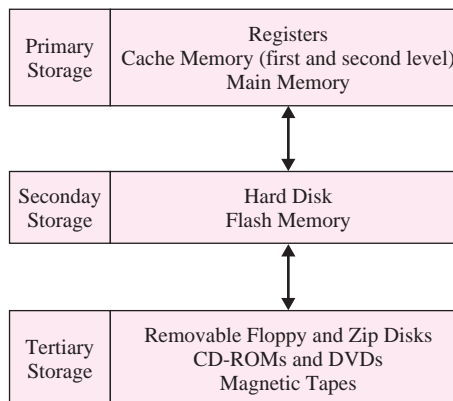 Primary
Storage
Registers
Cache Memory (first and second level)
Main Memory
Seconday
Storage
Hard Disk
Flash Memory
Tertiary
Storage
Removable Floppy and Zip Disks
CD-ROMs and DVDs
Magnetic Tapes